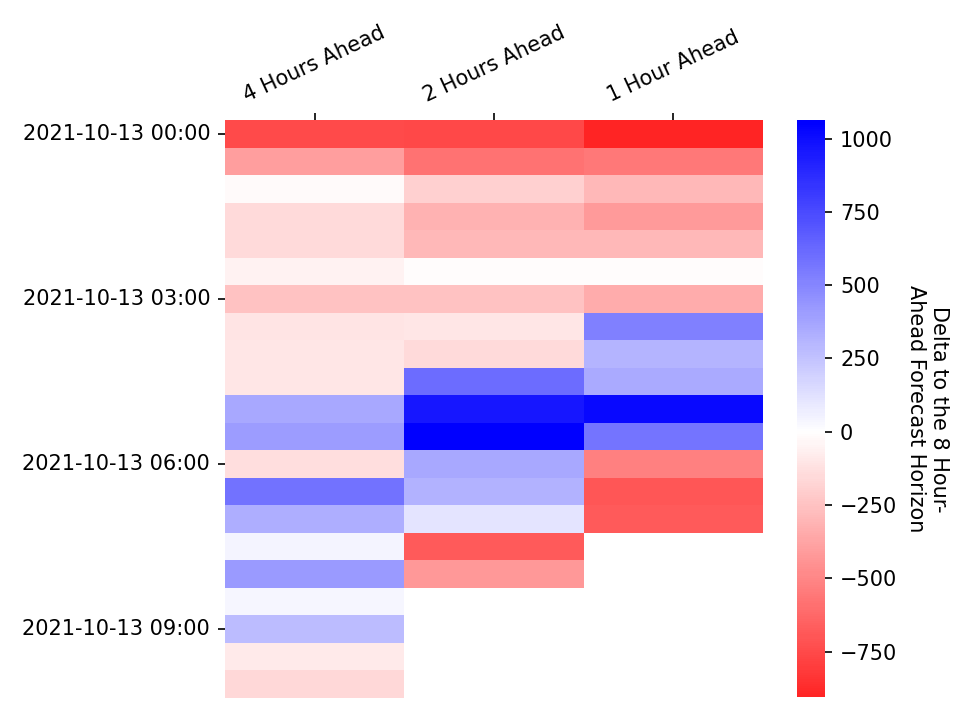 4 Hours Ahead
2 Hours Ahead
1 Hour Ahead
2021-10-13 00:00
2021-10-13 03:00
2021-10-13 06:00
2021-10-13 09:00
1000
750
500
250
0
−250
−500
−750
Delta to the 8 Hour-
Ahead Forecast Horizon